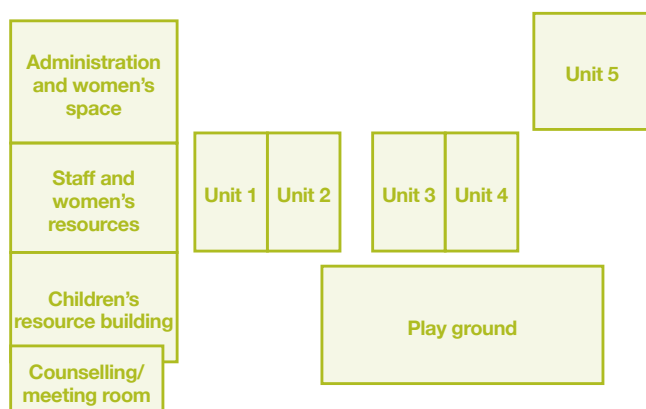 Administration
and women's
space
Unit 5
Staff and
women's
resources
Unit 1
Unit 2
Unit 3
Unit 4
Children's
resource building
Play ground
Counselling/
meeting room